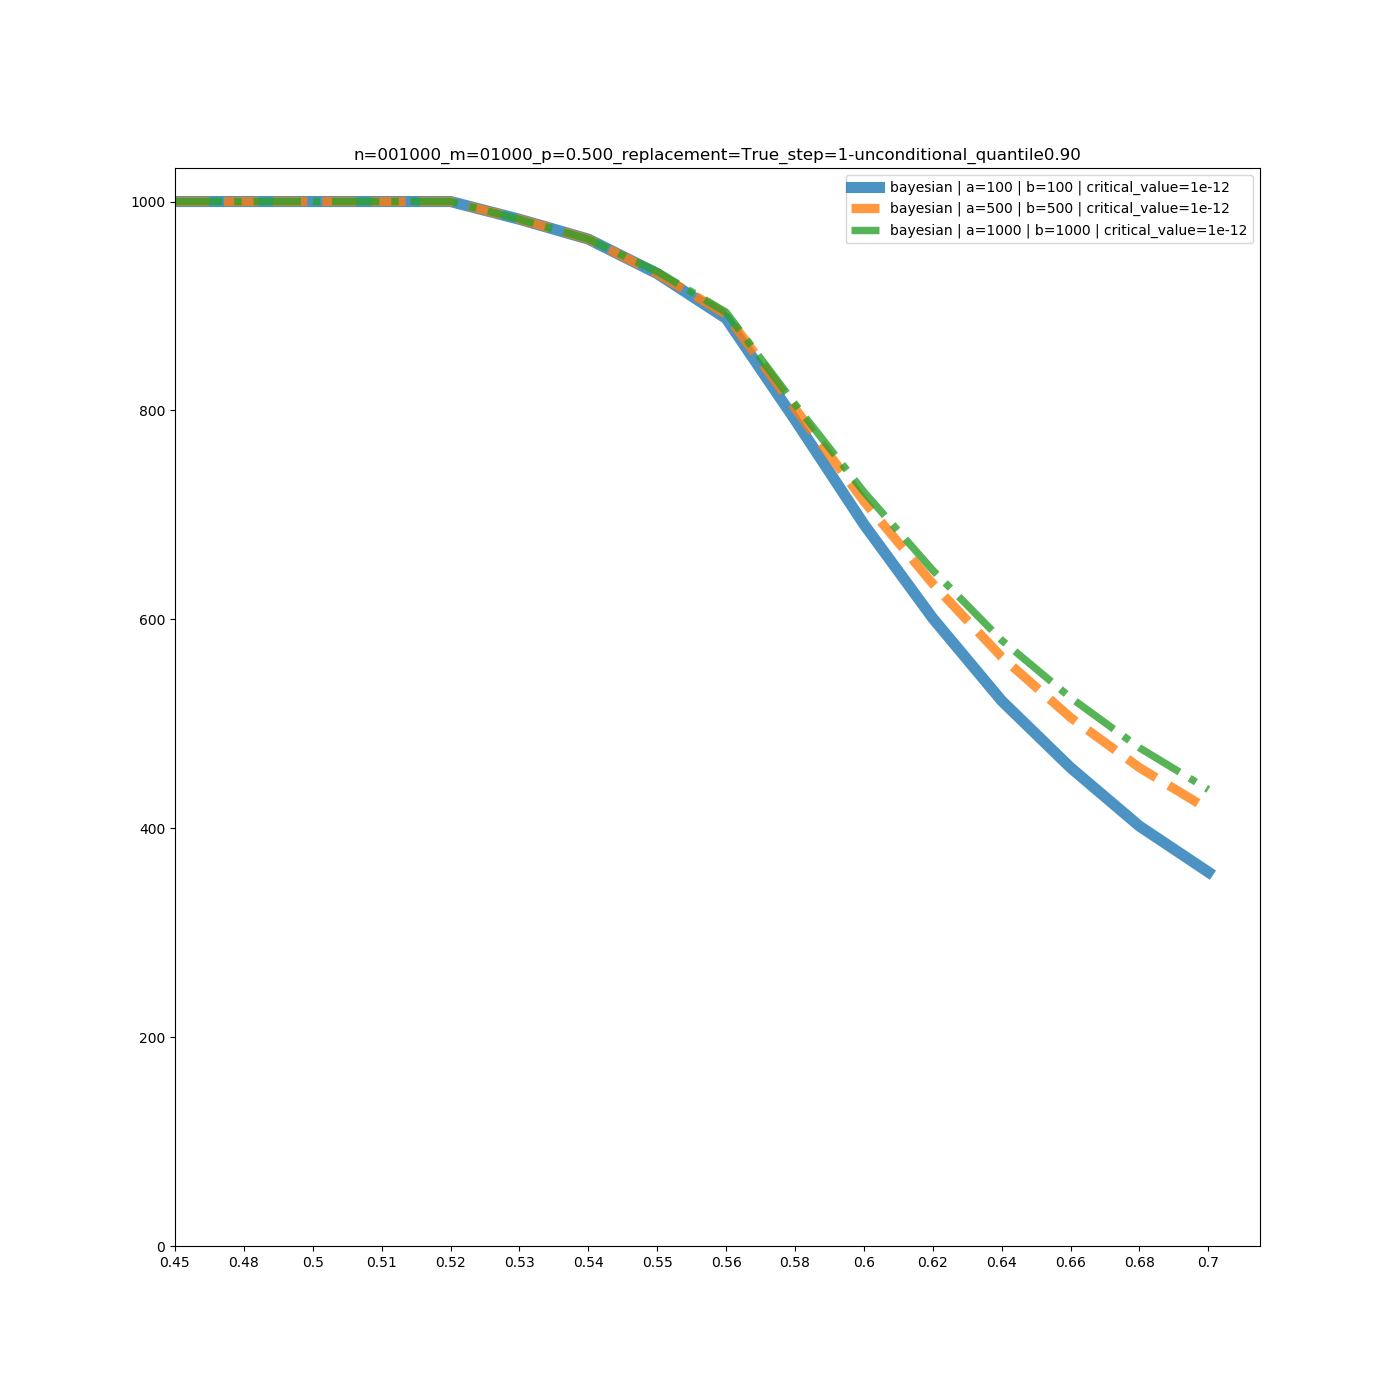 n=001000_m=01000_p=0.500_replacement=True_step=1-unconditional_quantile0.90
bayesian | a=100 | b=100 | critical_value=1e-12
bayesian | a=500 | b=500 | critical_value=1e-12
bayesian | a=1000 | b=1000 | critical_value=1e-12
1000
800
600
400
200
0
0.45 0.48 0.5 0.51 0.52 0.53 0.54 0.55 0.56 0.58 0.6 0.62 0.64 0.66 0.68 0.7